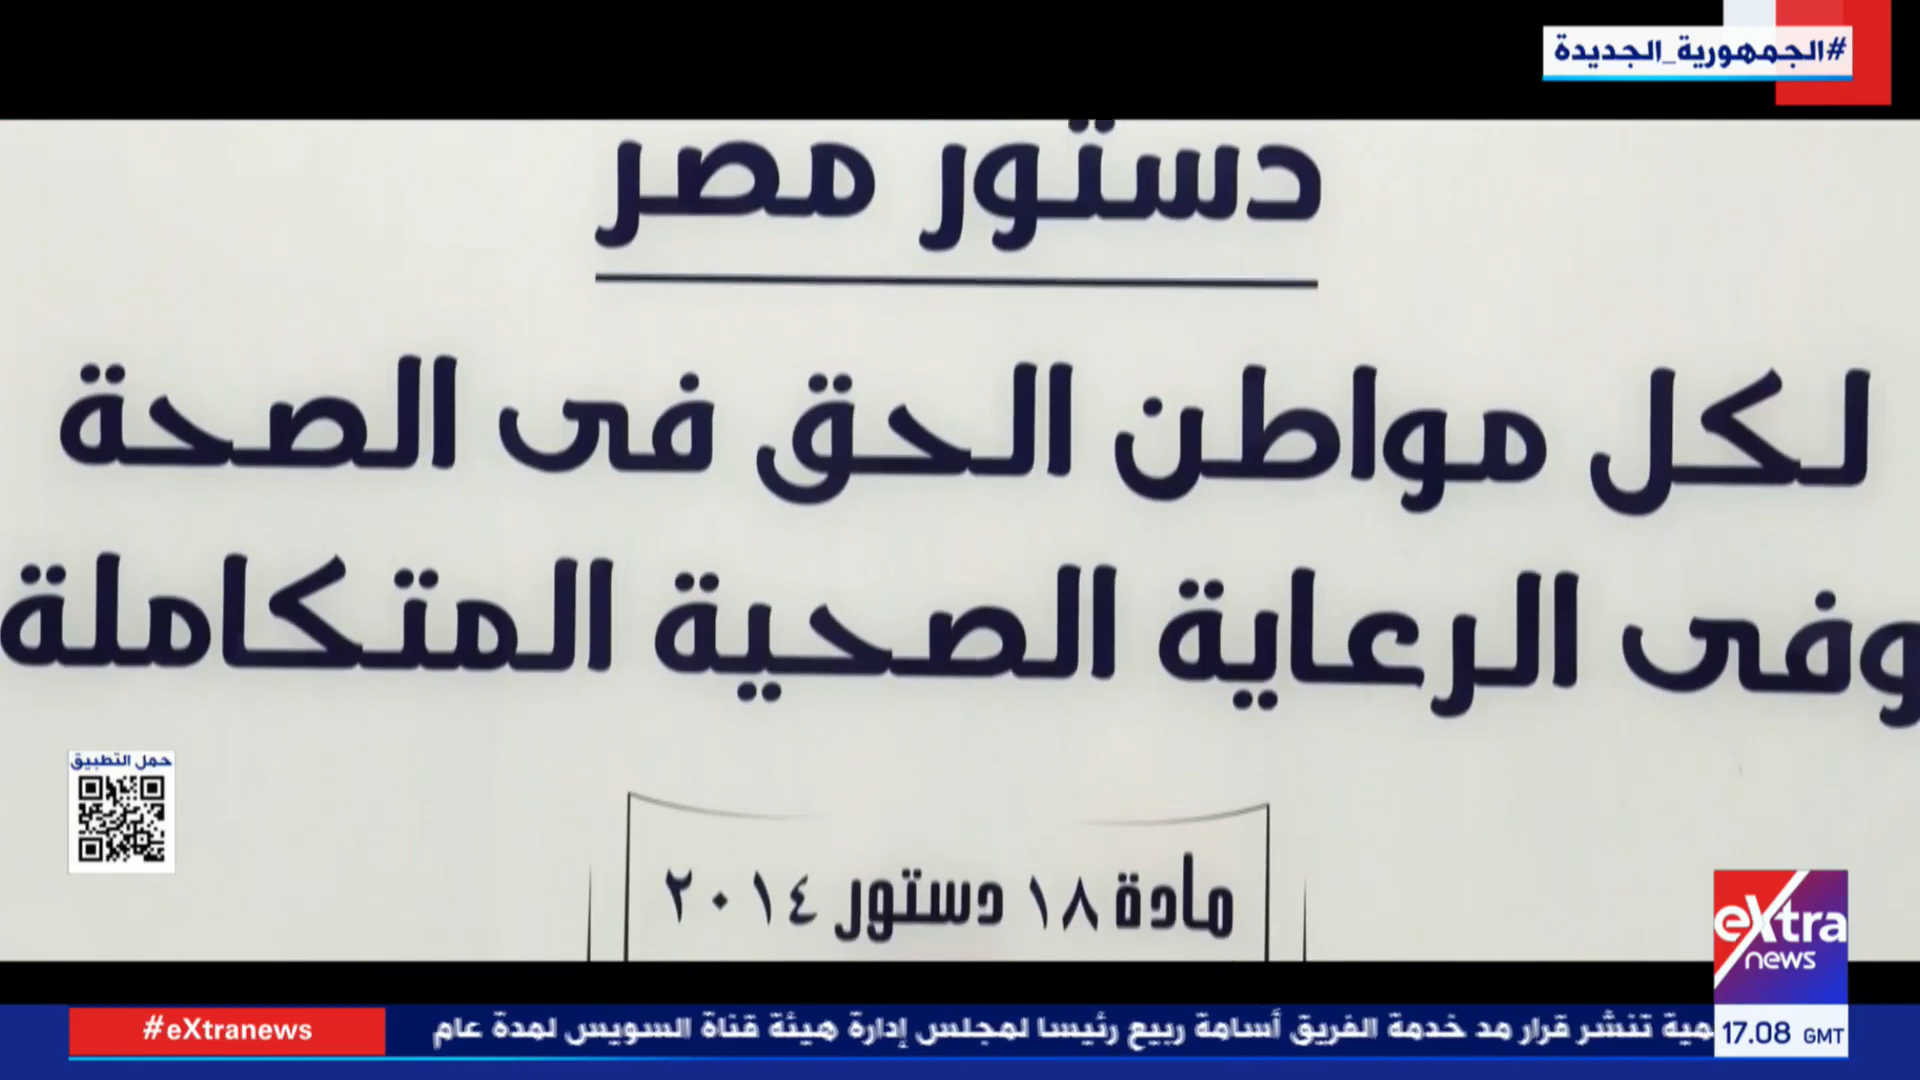 #الجمهورية_الجديدة
دستور مصر
لكل مواطن الحق فى الصحة
وفى الرعاية الصحية المتكاملة
حمل التطبيق
مادة ١٨ دستور ٢٠١٤
eXtra
news
#eXtranews
تنشر قرار مد خدمة الفريق أسامة ربيع رئيسا لمجلس إدارة هيئة قناة السويس لمدة عام
17.08 GMT